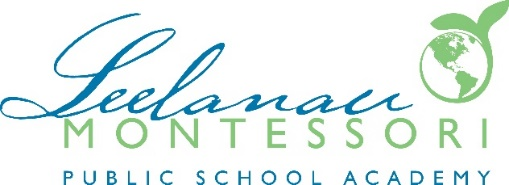 Leelanau
MONTESSORI
PUBLIC SCHOOL ACADEMY